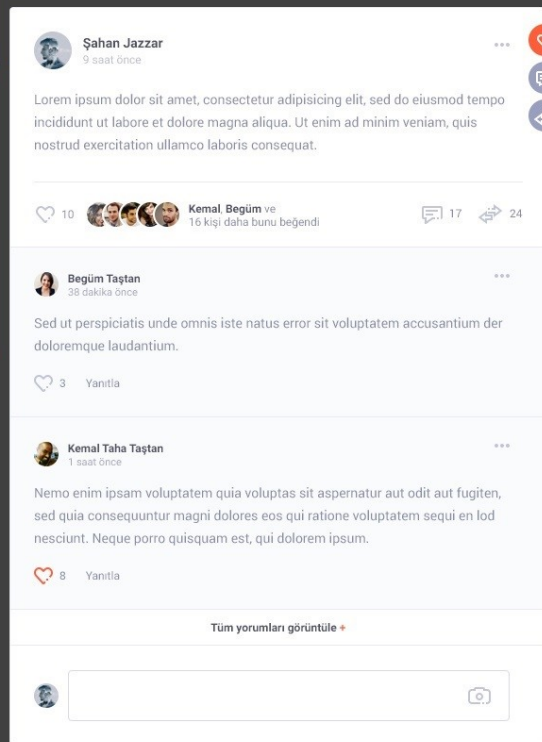 Şahan Jazzar
9 saat önce
Lorem ipsum dolor sit amet, consectetur adipisicing elit, sed do eiusmod tempo
incididunt ut labore et dolore magna aliqua. Ut enim ad minim veniam, quis
nostrud exercitation ullamco laboris consequat.
10
Kemal, Begüm ve
16 kişi daha bunu beğendi
17
24
Begüm Taştan
38 dakika önce
Sed ut perspiciatis unde omnis iste natus error sit voluptatem accusantium der
doloremque laudantium.
3 Yanıtla
Kemal Taha Taştan
1 saat önce
Nemo enim ipsam voluptatem quia voluptas sit aspernatur aut odit aut fugiten,
sed quia consequuntur magni dolores eos qui ratione voluptatem sequi en lod
nesciunt. Neque porro quisquam est, qui dolorem ipsum.
8 Yanıtla
Tüm yorumları görüntüle +